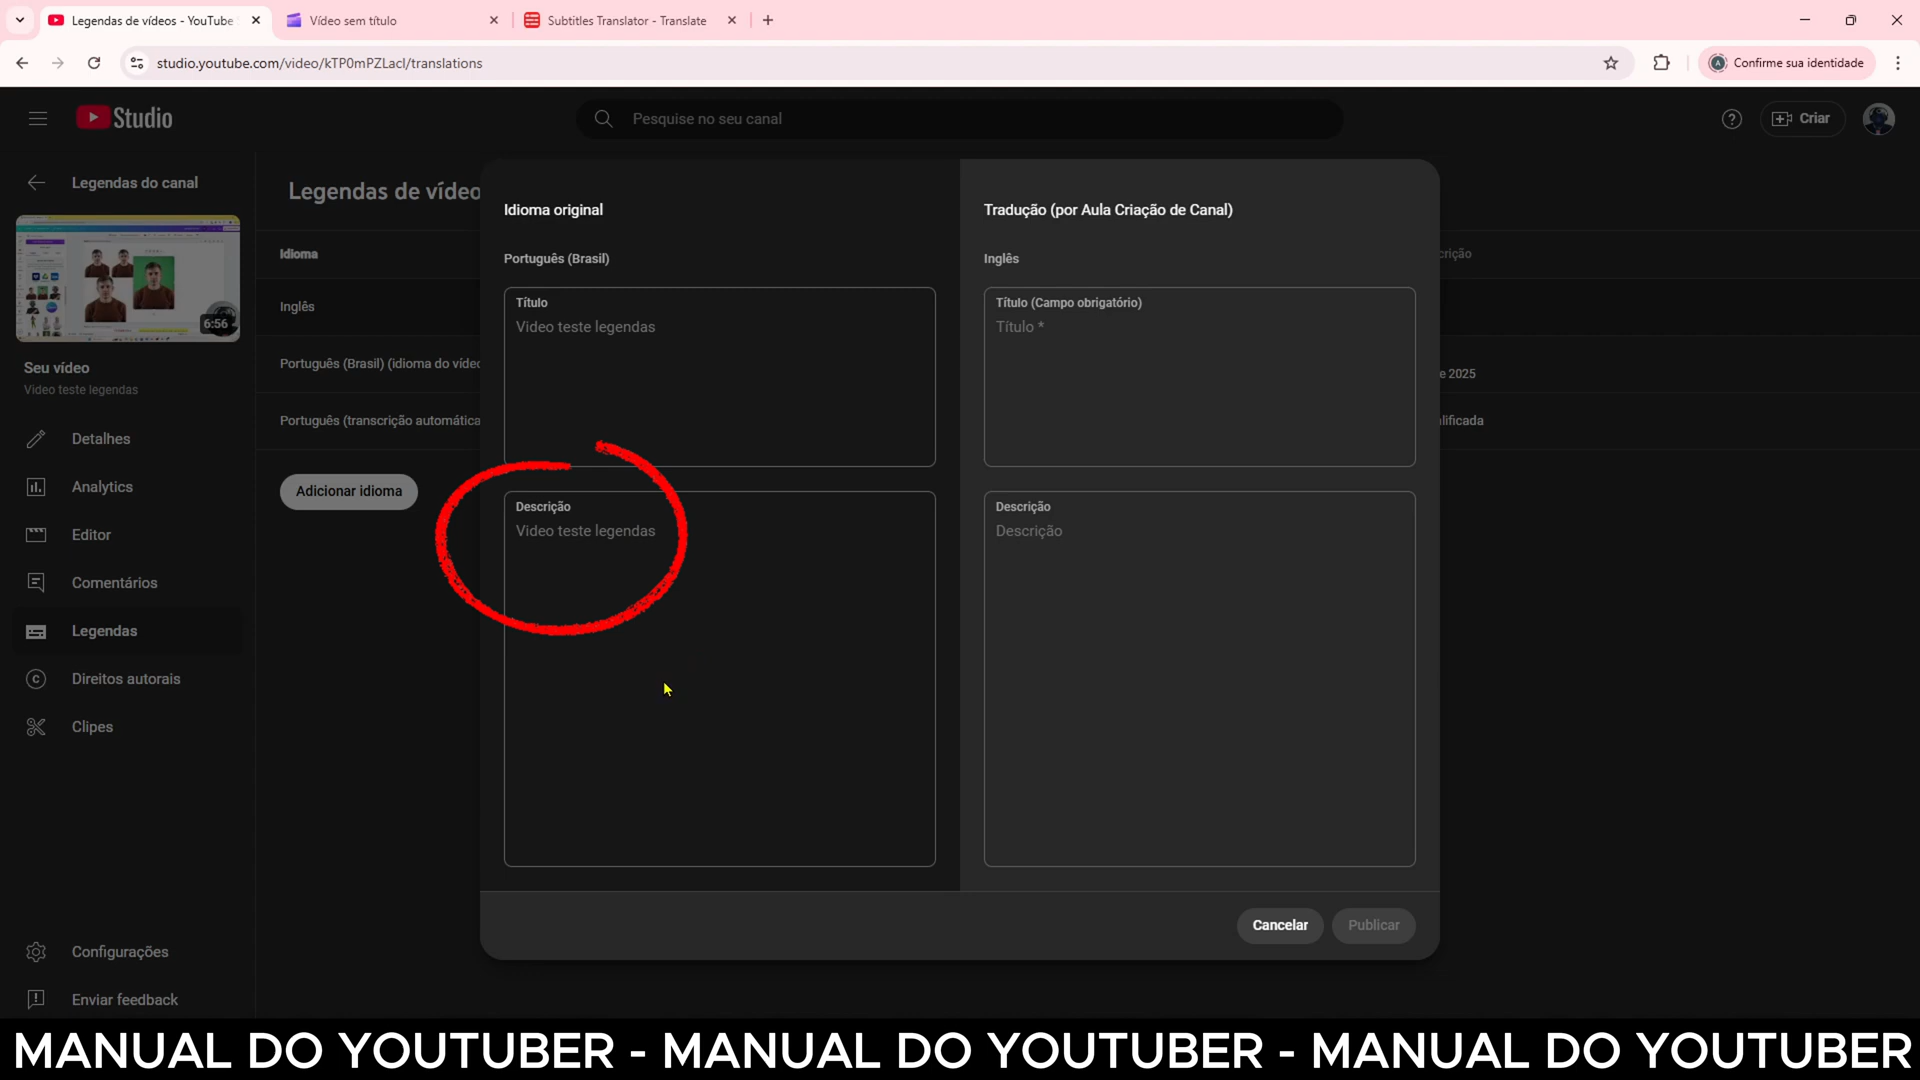 Legendas de vídeos - YouTube
Vídeo sem título
Subtitles Translator - Translate
studio.youtube.com/video/kTP0mPZLacI/translations
Confirme sua identidade
Studio
Pesquise no seu canal
Criar
Legendas do canal
6:56
Seu vídeo
Video teste legendas
Detalhes
Analytics
Editor
Comentários
Legendas
Direitos autorais
Clipes
Configurações
Enviar feedback
Legendas de vídeo
Idioma
Inglês
Português (Brasil) (idioma do vídeo
Português (transcrição automática
Adicionar idioma
Idioma original
Português (Brasil)
Título
Video teste legendas
Descrição
Video teste legendas
Tradução (por Aula Criação de Canal)
Inglês
Título (Campo obrigatório)
Título *
Descrição
Descrição
Cancelar
Publicar
crição
e 2025
lificada
MANUAL DO YOUTUBER - MANUAL DO YOUTUBER - MANUAL DO YOUTUBER